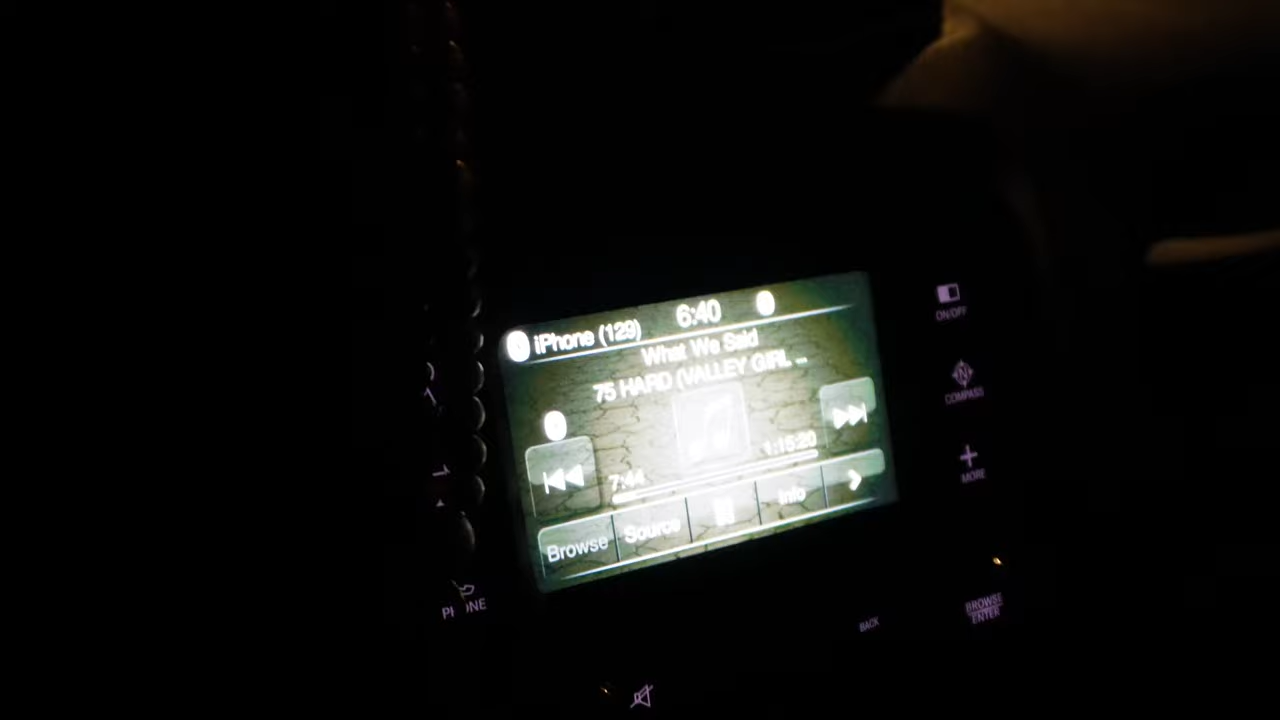 iPhone (129) 6:40
What We Said
75 HARD (VALLEY GIRL ...
7:44 1:15:20
Browse Source Info
ON/OFF
COMPASS
MORE
PHONE
BACK
BROWSE
ENTER